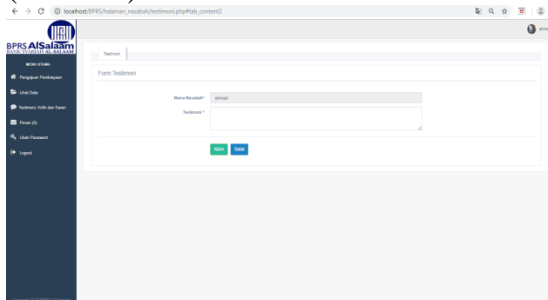 localhost/BPRS/halaman_nasabah/testimoni.php#tab_content2
BPRS AlSalaam
BANK SYARIAH AL-SALAAM
MENU UTAMA
Pengajuan Pembiayaan
Lihat Data
Testimoni, Kritik dan Saran
Pesan (0)
Ubah Password
Logout
Testimoni
Form Testimoni
Nama Nasabah*
ahmad
Testimoni *
Kirim
Batal